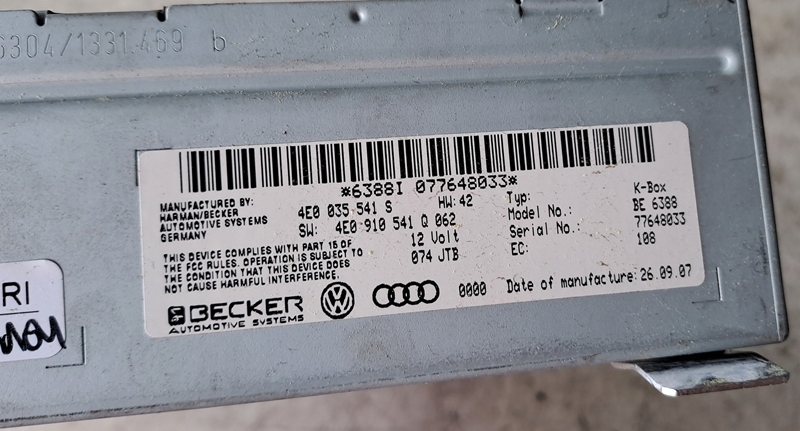 6304/1331.469 b
*6388I 077648033*
MANUFACTURED BY:
HARMAN/BECKER
AUTOMOTIVE SYSTEMS
GERMANY
4E0 035 541 S HW: 42
SW: 4E0 910 541 Q 062
12 Volt
074 JTB
Typ: K-Box
Model No.: BE 6388
Serial No.: 77648033
EC: 108
THIS DEVICE COMPLIES WITH PART 15 OF
THE FCC RULES. OPERATION IS SUBJECT TO
THE CONDITION THAT THIS DEVICE DOES
NOT CAUSE HARMFUL INTERFERENCE.
BECKER
AUTOMOTIVE SYSTEMS
0000 Date of manufacture: 26.09.07
RI